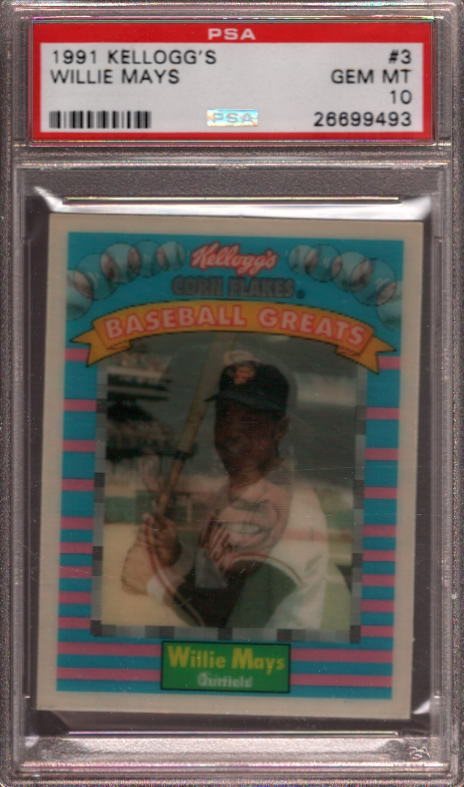 PSA
1991 KELLOGG'S #3
WILLIE MAYS GEM MT
10
PSA 26699493
Kellogg's
CORN FLAKES®
BASEBALL GREATS
Willie Mays
Outfield